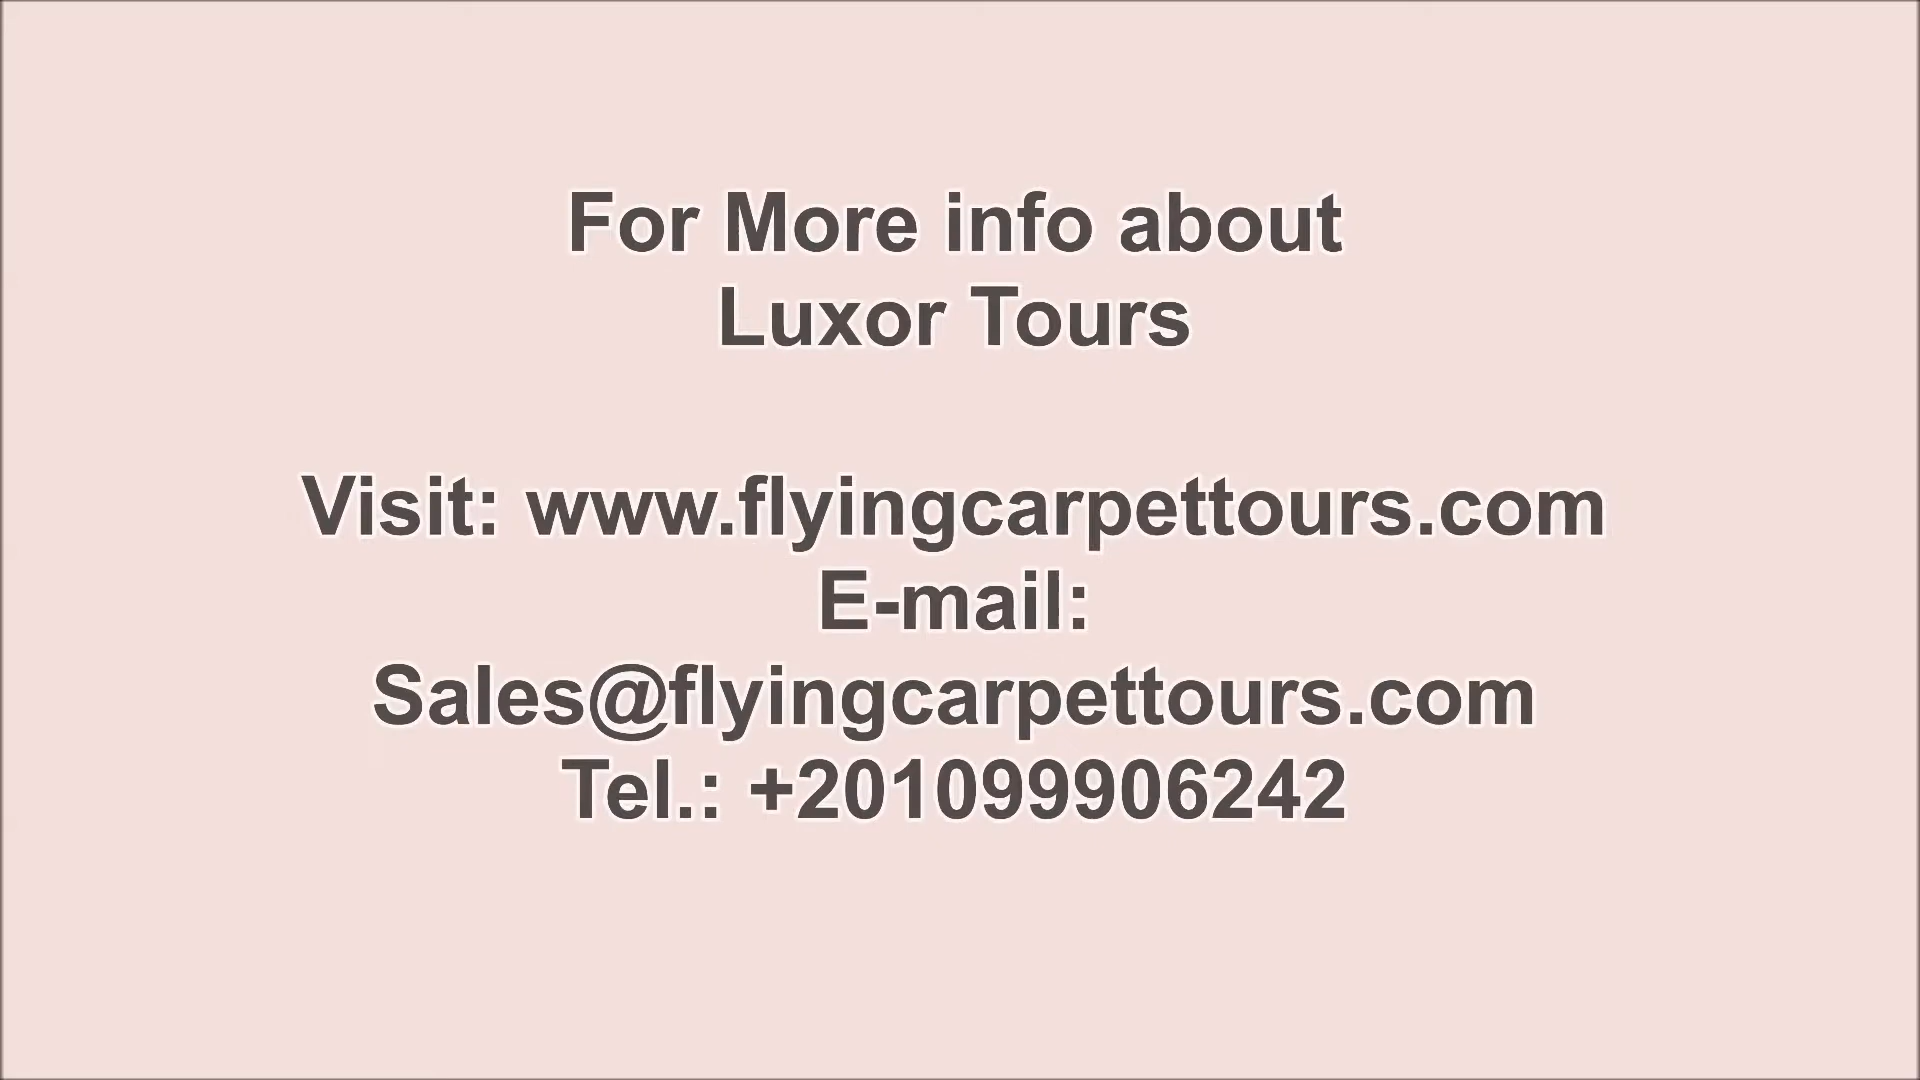 For More info about
Luxor Tours
Visit: www.flyingcarpettours.com
E-mail:
Sales@flyingcarpettours.com
Tel.: +201099906242